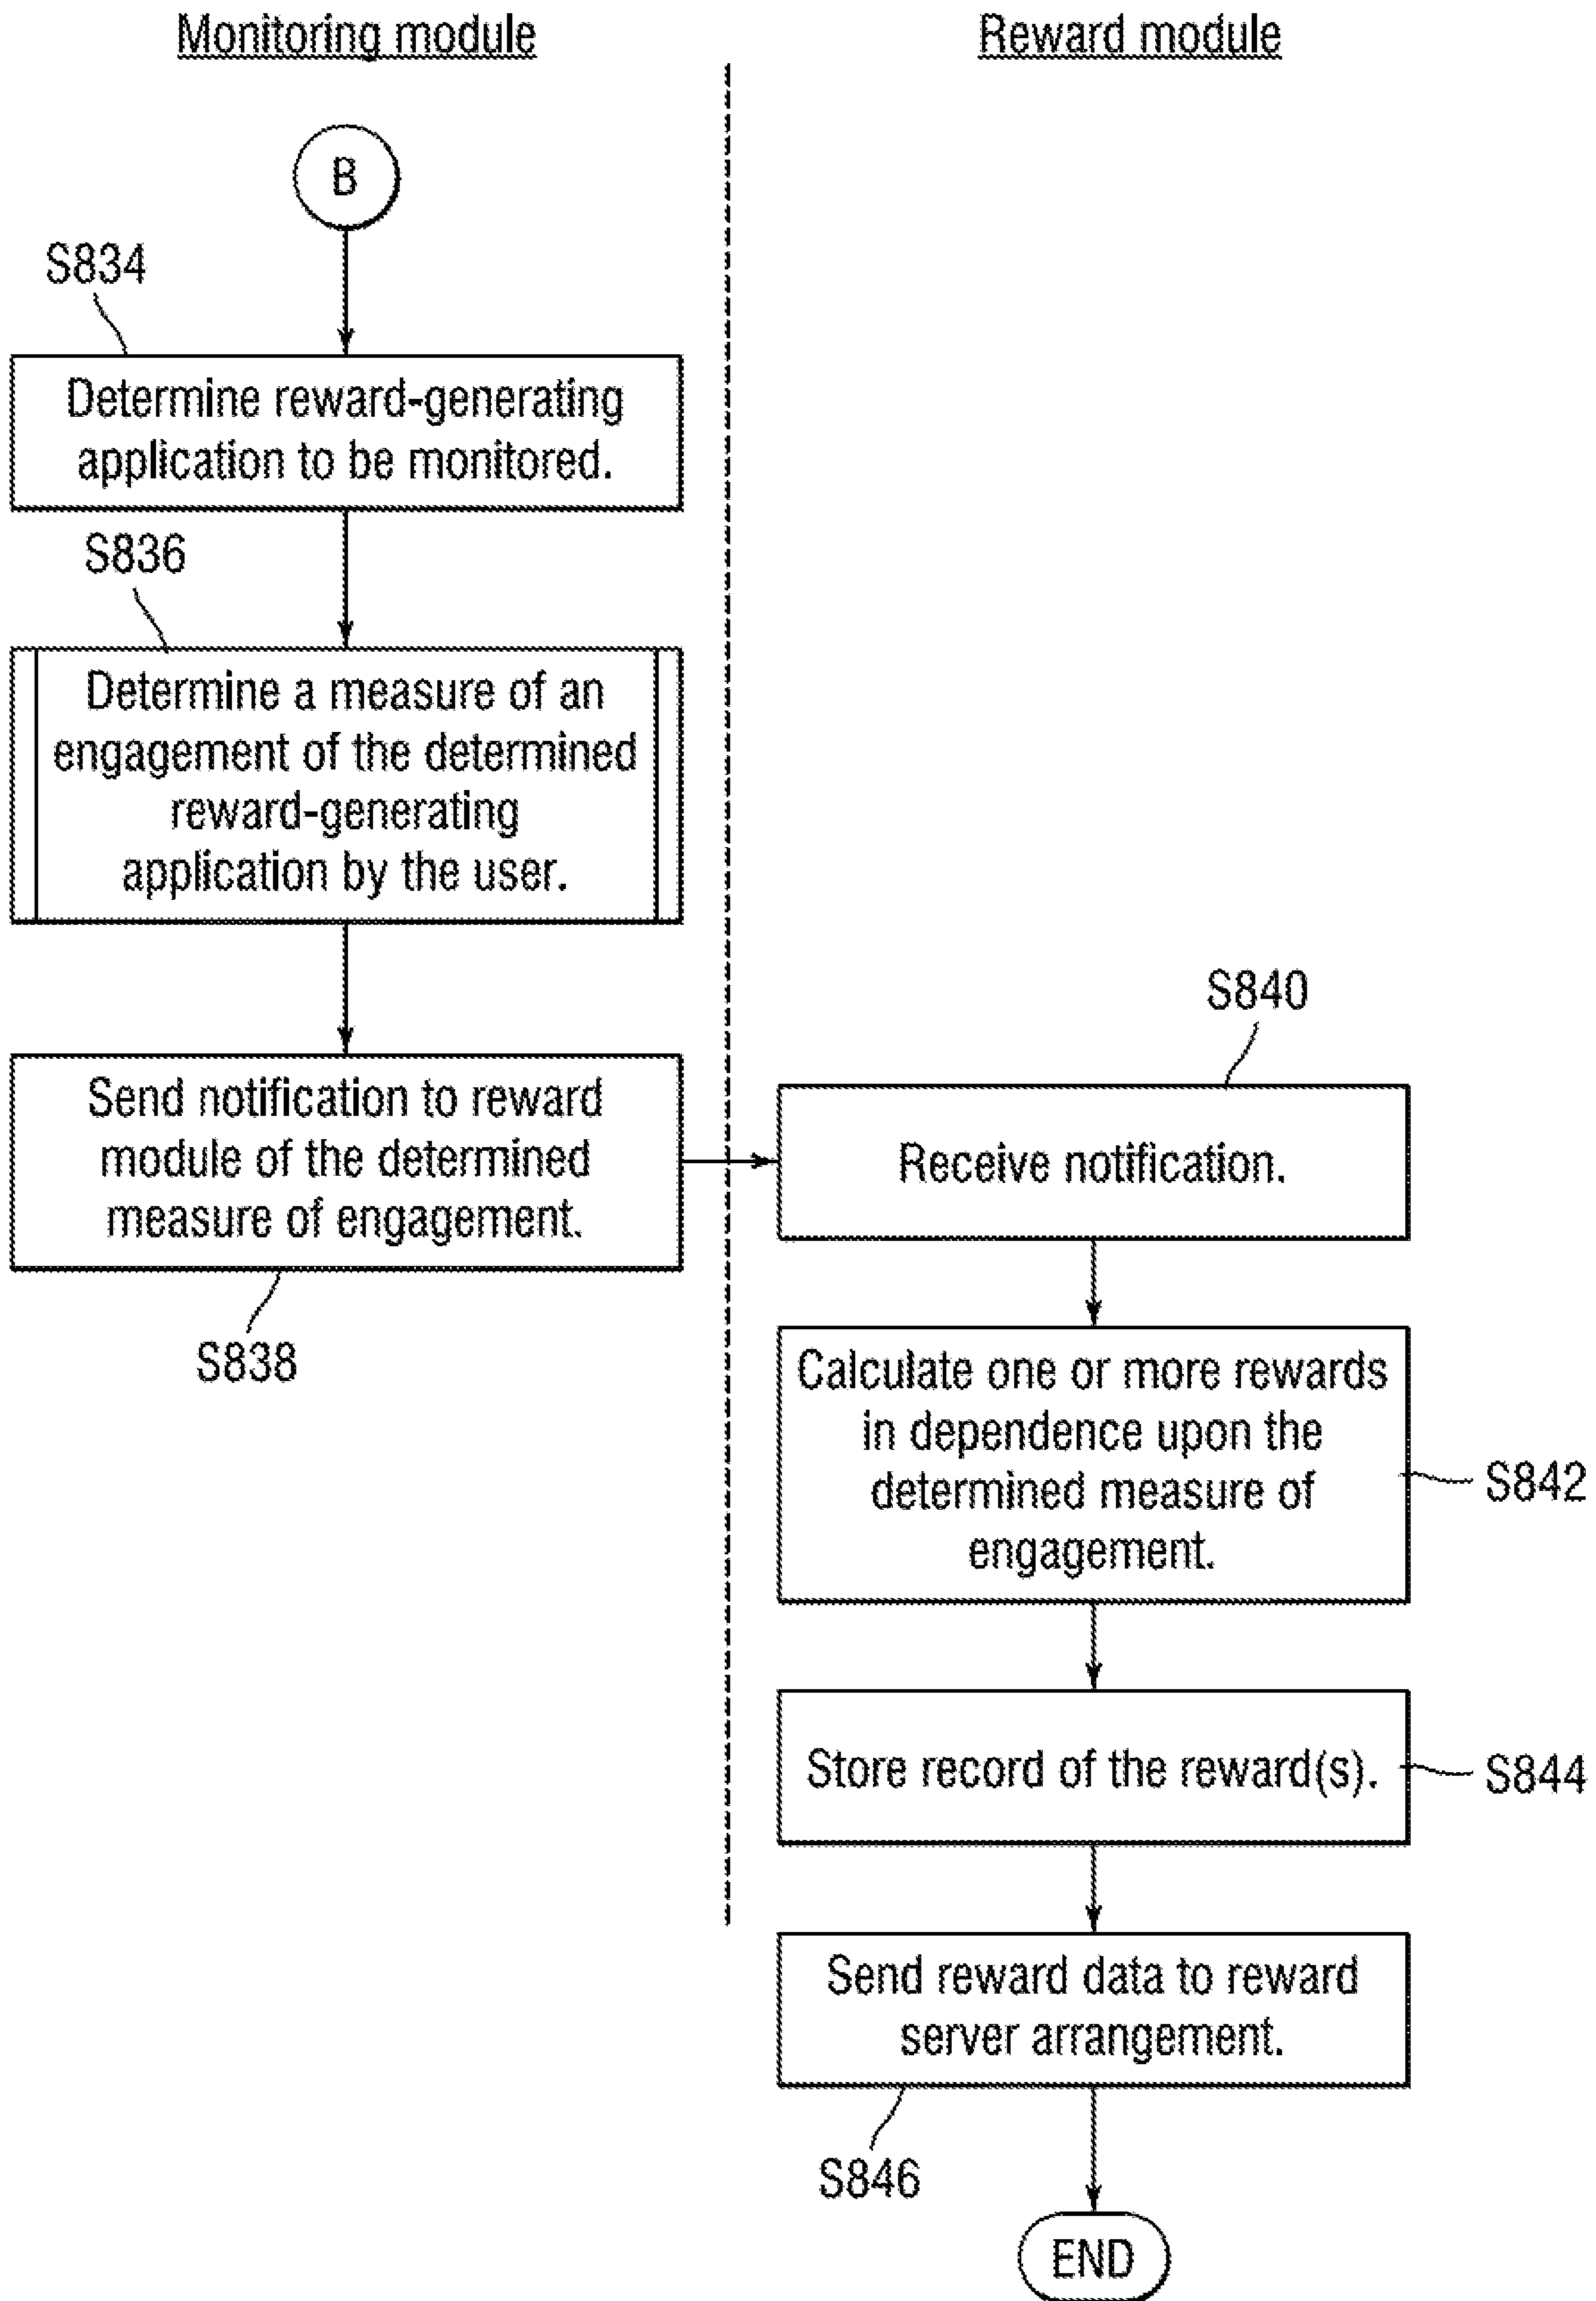 Monitoring module
Reward module
B
S834
Determine reward-generating
application to be monitored.
S836
Determine a measure of an
engagement of the determined
reward-generating
application by the user.
Send notification to reward
module of the determined
measure of engagement.
S838
S840
Receive notification.
Calculate one or more rewards
in dependence upon the
determined measure of
engagement.
S842
Store record of the reward(s).
S844
Send reward data to reward
server arrangement.
S846
END